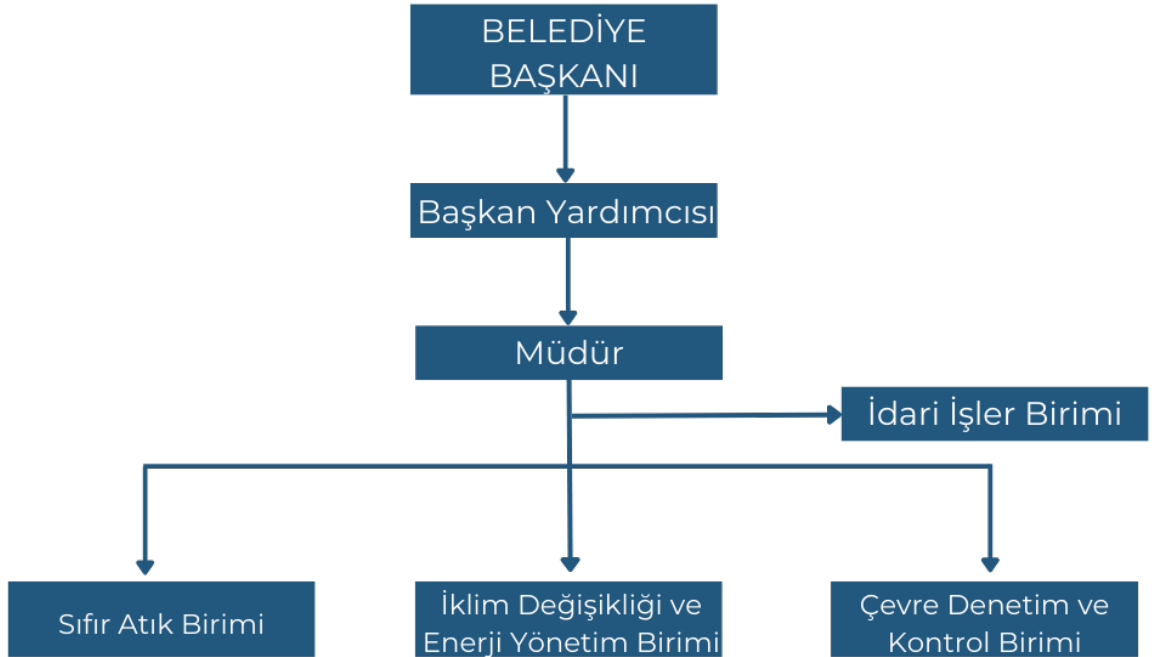 BELEDİYE
BAŞKANI
Başkan Yardımcısı
Müdür
İdari İşler Birimi
Sıfır Atık Birimi
İklim Değişikliği ve
Enerji Yönetim Birimi
Çevre Denetim ve
Kontrol Birimi